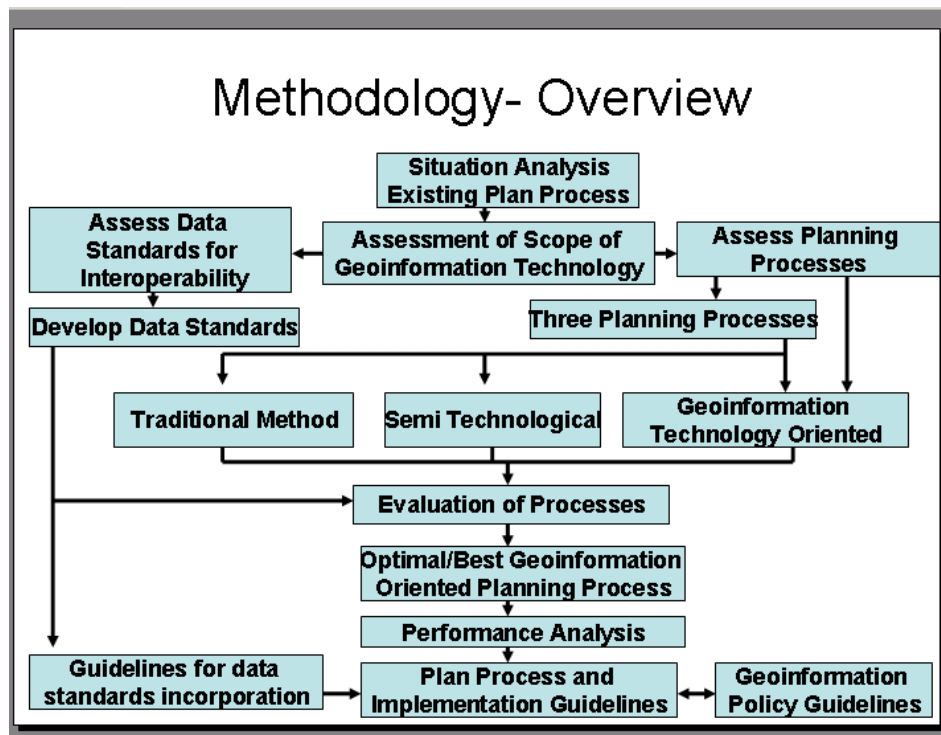 Methodology- Overview
Situation Analysis
Existing Plan Process
Assess Data
Standards for
Interoperability
Assessment of Scope of
Geoinformation Technology
Assess Planning
Processes
Develop Data Standards
Three Planning Processes
Traditional Method
Semi Technological
Geoinformation
Technology Oriented
Evaluation of Processes
Optimal/Best Geoinformation
Oriented Planning Process
Performance Analysis
Guidelines for data
standards incorporation
Plan Process and
Implementation Guidelines
Geoinformation
Policy Guidelines